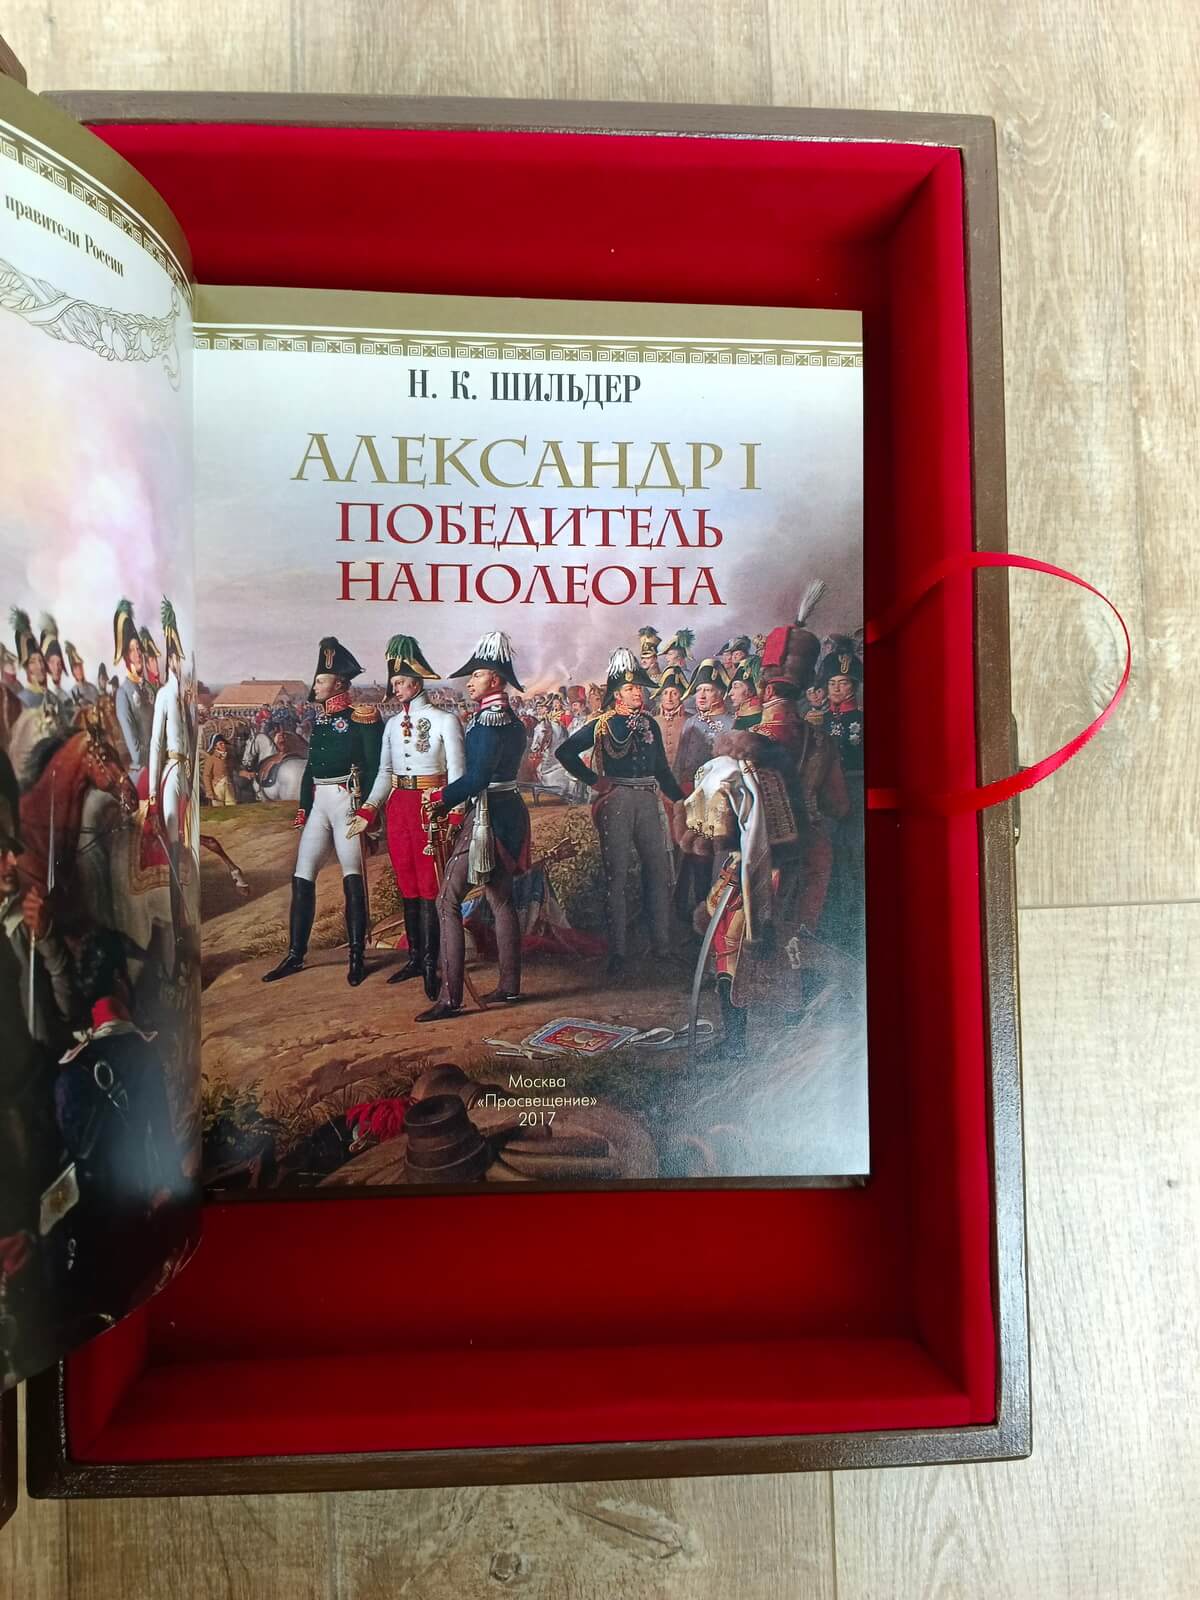 правители России
Н. К. ШИЛЬДЕР
АЛЕКСАНДР I
ПОБЕДИТЕЛЬ
НАПОЛЕОНА
Москва
«Просвещение»
2017